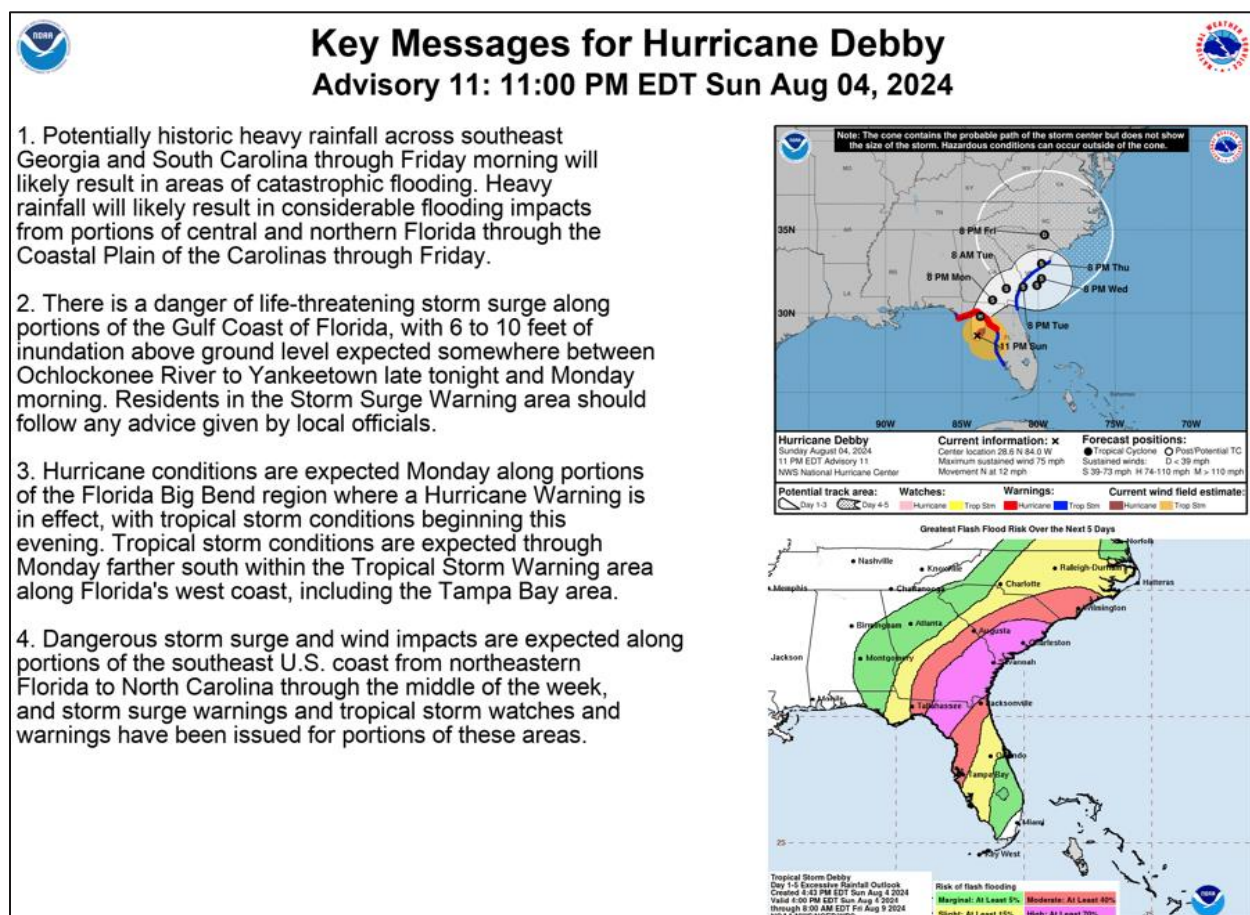 Key Messages for Hurricane Debby
Advisory 11: 11:00 PM EDT Sun Aug 04, 2024
1. Potentially historic heavy rainfall across southeast
Georgia and South Carolina through Friday morning will
likely result in areas of catastrophic flooding. Heavy
rainfall will likely result in considerable flooding impacts
from portions of central and northern Florida through the
Coastal Plain of the Carolinas through Friday.
2. There is a danger of life-threatening storm surge along
portions of the Gulf Coast of Florida, with 6 to 10 feet of
inundation above ground level expected somewhere between
Ochlockonee River to Yankeetown late tonight and Monday
morning. Residents in the Storm Surge Warning area should
follow any advice given by local officials.
3. Hurricane conditions are expected Monday along portions
of the Florida Big Bend region where a Hurricane Warning is
in effect, with tropical storm conditions beginning this
evening. Tropical storm conditions are expected through
Monday farther south within the Tropical Storm Warning area
along Florida's west coast, including the Tampa Bay area.
4. Dangerous storm surge and wind impacts are expected along
portions of the southeast U.S. coast from northeastern
Florida to North Carolina through the middle of the week,
and storm surge warnings and tropical storm watches and
warnings have been issued for portions of these areas.
Note: The cone contains the probable path of the storm center but does not show
the size of the storm. Hazardous conditions can occur outside of the cone.
35N
8 PM Fri
8 AM Tue
8 PM Mon
8 PM Thu
8 PM Wed
30N
8 PM Tue
11 PM Sun
90W 85W 80W 75W 70W
Hurricane Debby
Sunday August 04, 2024
11 PM EDT Advisory 11
NWS National Hurricane Center
Current information: x
Center location 28.6 N 84.0 W
Maximum sustained wind 75 mph
Movement N at 12 mph
Forecast positions:
Tropical Cyclone Post/Potential TC
Sustained winds: D < 39 mph
S 39-73 mph H 74-110 mph M > 110 mph
Potential track area:
Day 1-3 Day 4-5
Watches:
Hurricane Trop Stm
Warnings:
Hurricane Trop Stm
Current wind field estimate:
Hurricane Trop Stm
Greatest Flash Flood Risk Over the Next 5 Days
Norfolk
Nashville
Knoxville
Raleigh-Durham
Hatteras
Memphis
Chattanooga
Charlotte
Wilmington
Birmingham
Atlanta
Augusta
Charleston
Jackson
Montgomery
Savannah
Mobile
Tallahassee
Jacksonville
Orlando
Tampa Bay
Miami
25
Key West
Tropical Storm Debby
Day 1-5 Excessive Rainfall Outlook
Created 4:43 PM EDT Sun Aug 4 2024
Valid 4:00 PM EDT Sun Aug 4 2024
through 8:00 AM EDT Fri Aug 9 2024
Risk of flash flooding
Marginal: At Least 5% Moderate: At Least 40%
Slight: At Least 15% High: At Least 70%